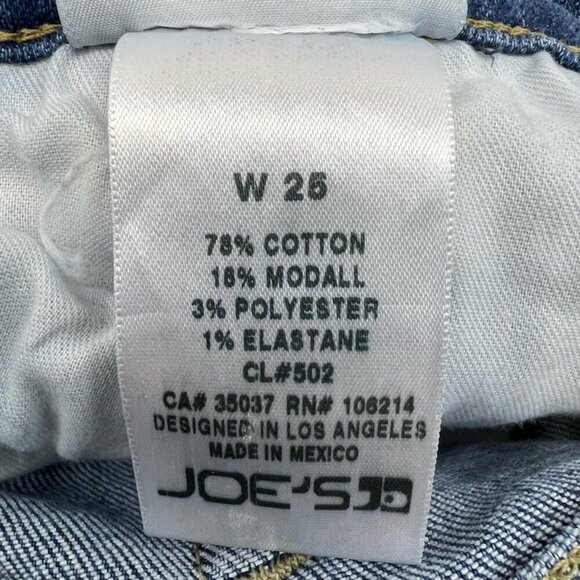 W 25
78% COTTON
18% MODALL
3% POLYESTER
1% ELASTANE
CL#502
CA# 35037 RN# 106214
DESIGNED IN LOS ANGELES
MADE IN MEXICO
JOE'S